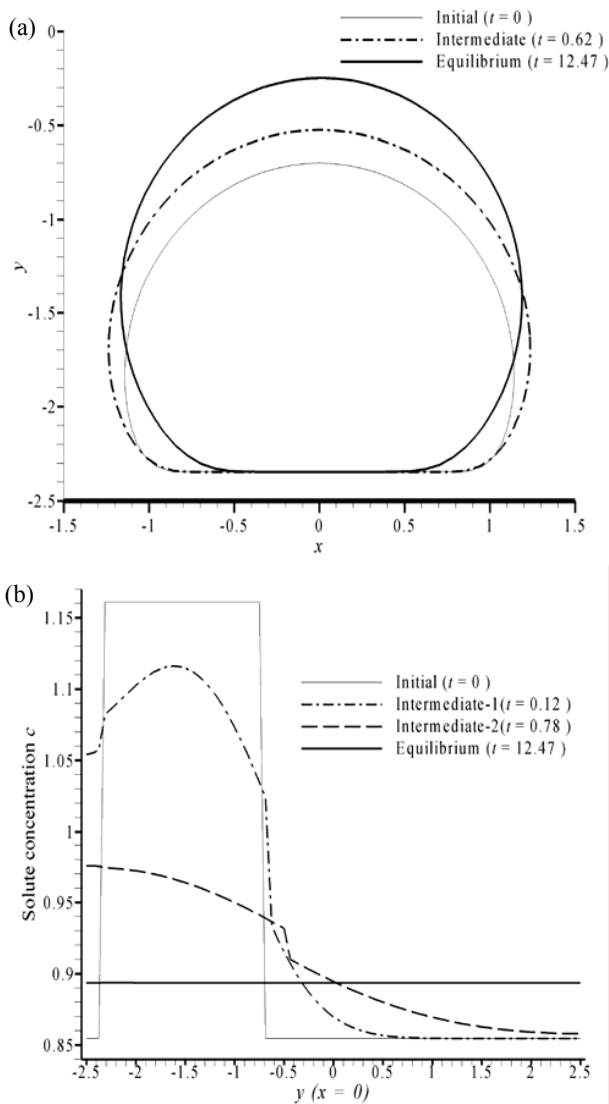 (a)
Initial (t = 0 )
Intermediate (t = 0.62 )
Equilibrium (t = 12.47 )
0
-0.5
-1
-1.5
-2
-2.5
y
-1.5 -1 -0.5 0 0.5 1 1.5
x
(b)
1.15
1.1
1.05
1
0.95
0.9
0.85
Solute concentration c
Initial (t = 0 )
Intermediate-1(t = 0.12 )
Intermediate-2(t = 0.78 )
Equilibrium (t = 12.47 )
-2.5 -2 -1.5 -1 -0.5 0 0.5 1 1.5 2 2.5
y (x = 0)